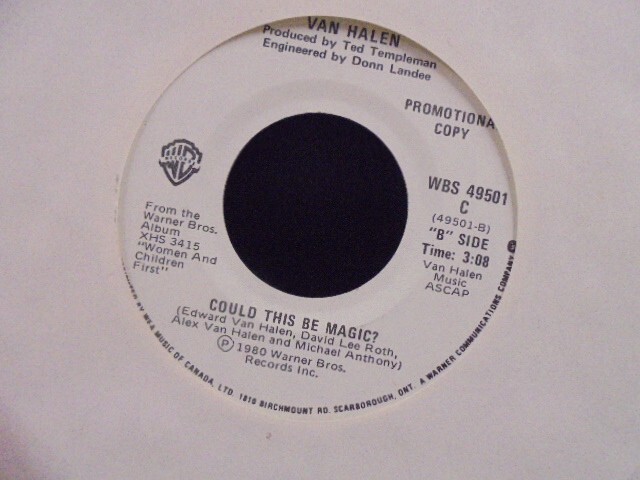 VAN HALEN
Produced by Ted Templeman
Engineered by Donn Landee
PROMOTIONA
COPY
WBS 49501
C
(49501-B)
"B" SIDE
Time: 3:08
Van Halen
Music
ASCAP
From the
Warner Bros.
Album
XHS 3415
"Women And
Children
First"
COULD THIS BE MAGIC?
(Edward Van Halen, David Lee Roth,
Alex Van Halen and Michael Anthony)
Ⓟ 1980 Warner Bros.
Records Inc.
BY WEA MUSIC OF CANADA, LTD. 1810 BIRCHMOUNT RD. SCARBOROUGH, ONT. A WARNER COMMUNICATIONS COMPANY